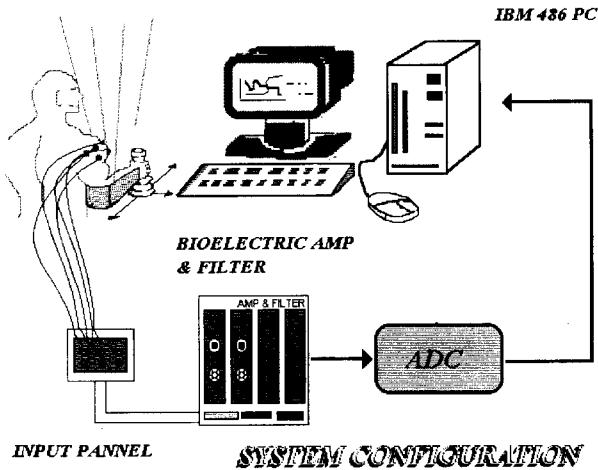 IBM 486 PC
BIOELECTRIC AMP
& FILTER
AMP & FILTER
ADC
INPUT PANNEL
SYSTEM CONFIGURATION